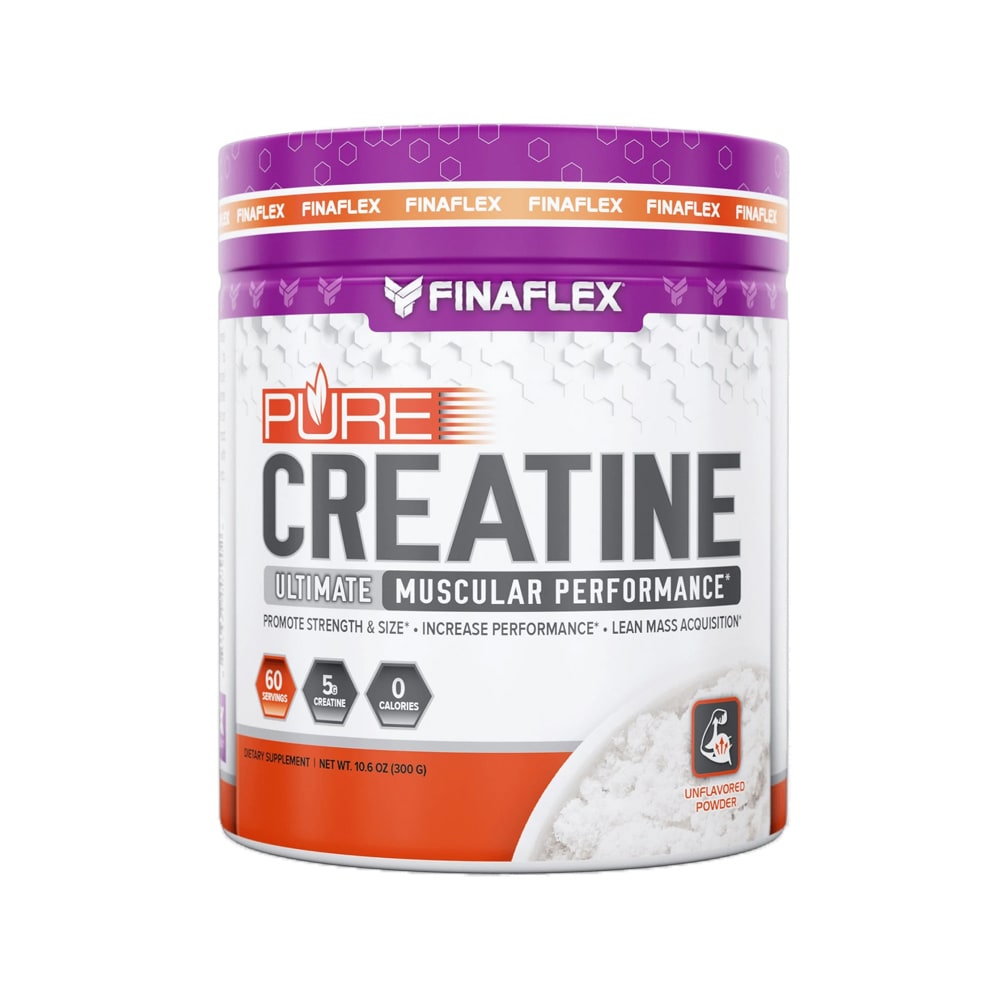 FINAFLEX FINAFLEX FINAFLEX FINAFLEX FINAFLEX FINAFLEX
FINAFLEX®
PURE
CREATINE
ULTIMATE MUSCULAR PERFORMANCE*
PROMOTE STRENGTH & SIZE* • INCREASE PERFORMANCE* • LEAN MASS ACQUISITION*
60
SERVINGS
5G
CREATINE
0
CALORIES
DIETARY SUPPLEMENT | NET WT. 10.6 OZ (300 G)
UNFLAVORED
POWDER